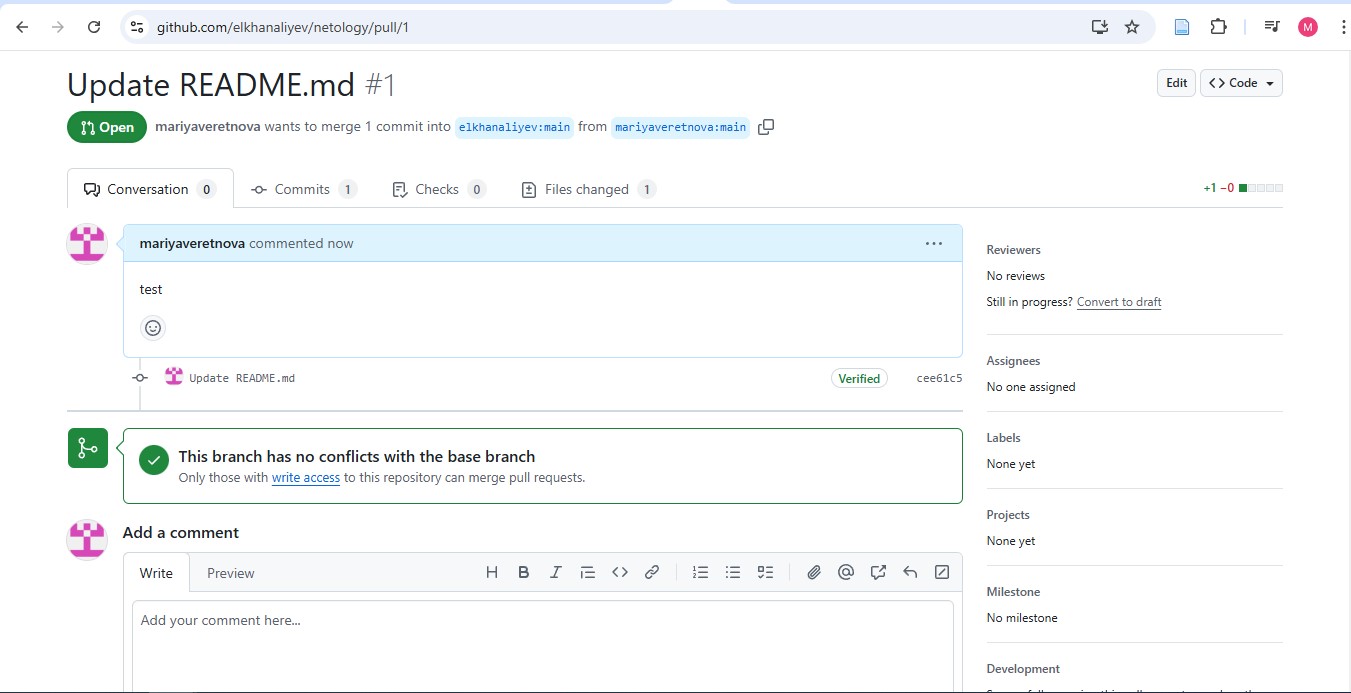 github.com/elkhanaliyev/netology/pull/1
M
Update README.md #1
Edit
Code
Open
mariyaveretnova wants to merge 1 commit into elkhanaliyev:main from mariyaveretnova:main
Conversation 0
Commits 1
Checks 0
Files changed 1
+1 −0
mariyaveretnova commented now
test
Update README.md
Verified
cee61c5
This branch has no conflicts with the base branch
Only those with write access to this repository can merge pull requests.
Add a comment
Write
Preview
Add your comment here...
Reviewers
No reviews
Still in progress? Convert to draft
Assignees
No one assigned
Labels
None yet
Projects
None yet
Milestone
No milestone
Development